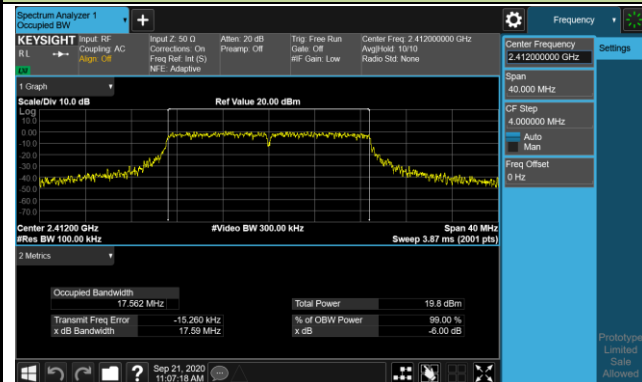 Spectrum Analyzer 1
Occupied BW
Frequency
KEYSIGHT
RL
LW
Input: RF
Coupling: AC
Align: Off
Input Z: 50 Ω
Corrections: On
Freq Ref: Int (S)
NFE: Adaptive
Atten: 20 dB
Preamp: Off
Trig: Free Run
Gate: Off
#IF Gain: Low
Center Freq: 2.412000000 GHz
Avg|Hold: 10/10
Radio Std: None
Center Frequency
2.412000000 GHz
Settings
Span
40.000 MHz
CF Step
4.000000 MHz
Auto
Man
Freq Offset
0 Hz
1 Graph
Scale/Div 10.0 dB
Ref Value 20.00 dBm
Log
10.0
0.00
-10.0
-20.0
-30.0
-40.0
-50.0
-60.0
-70.0
Center 2.41200 GHz
#Video BW 300.00 kHz
Span 40 MHz
#Res BW 100.00 kHz
Sweep 3.87 ms (2001 pts)
2 Metrics
Occupied Bandwidth
17.562 MHz
Total Power
19.8 dBm
Transmit Freq Error
-15.260 kHz
% of OBW Power
99.00 %
x dB Bandwidth
17.59 MHz
x dB
-6.00 dB
Prototype
Limited
Sale
Allowed
?
Sep 21, 2020
11:07:18 AM